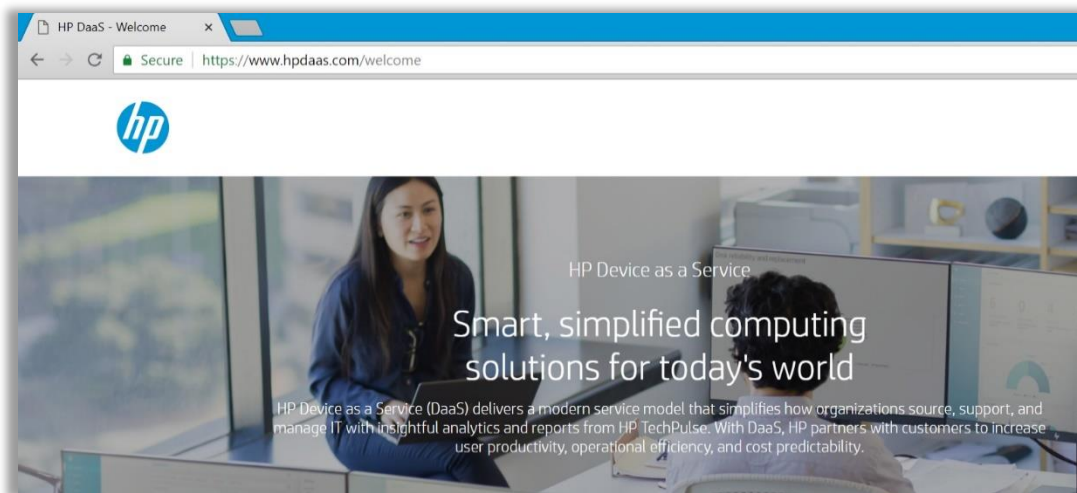 HP DaaS - Welcome
Secure | https://www.hpdaas.com/welcome
hp
HP Device as a Service
Smart, simplified computing
solutions for today's world
HP Device as a Service (DaaS) delivers a modern service model that simplifies how organizations source, support, and
manage IT with insightful analytics and reports from HP TechPulse. With DaaS, HP partners with customers to increase
user productivity, operational efficiency, and cost predictability.